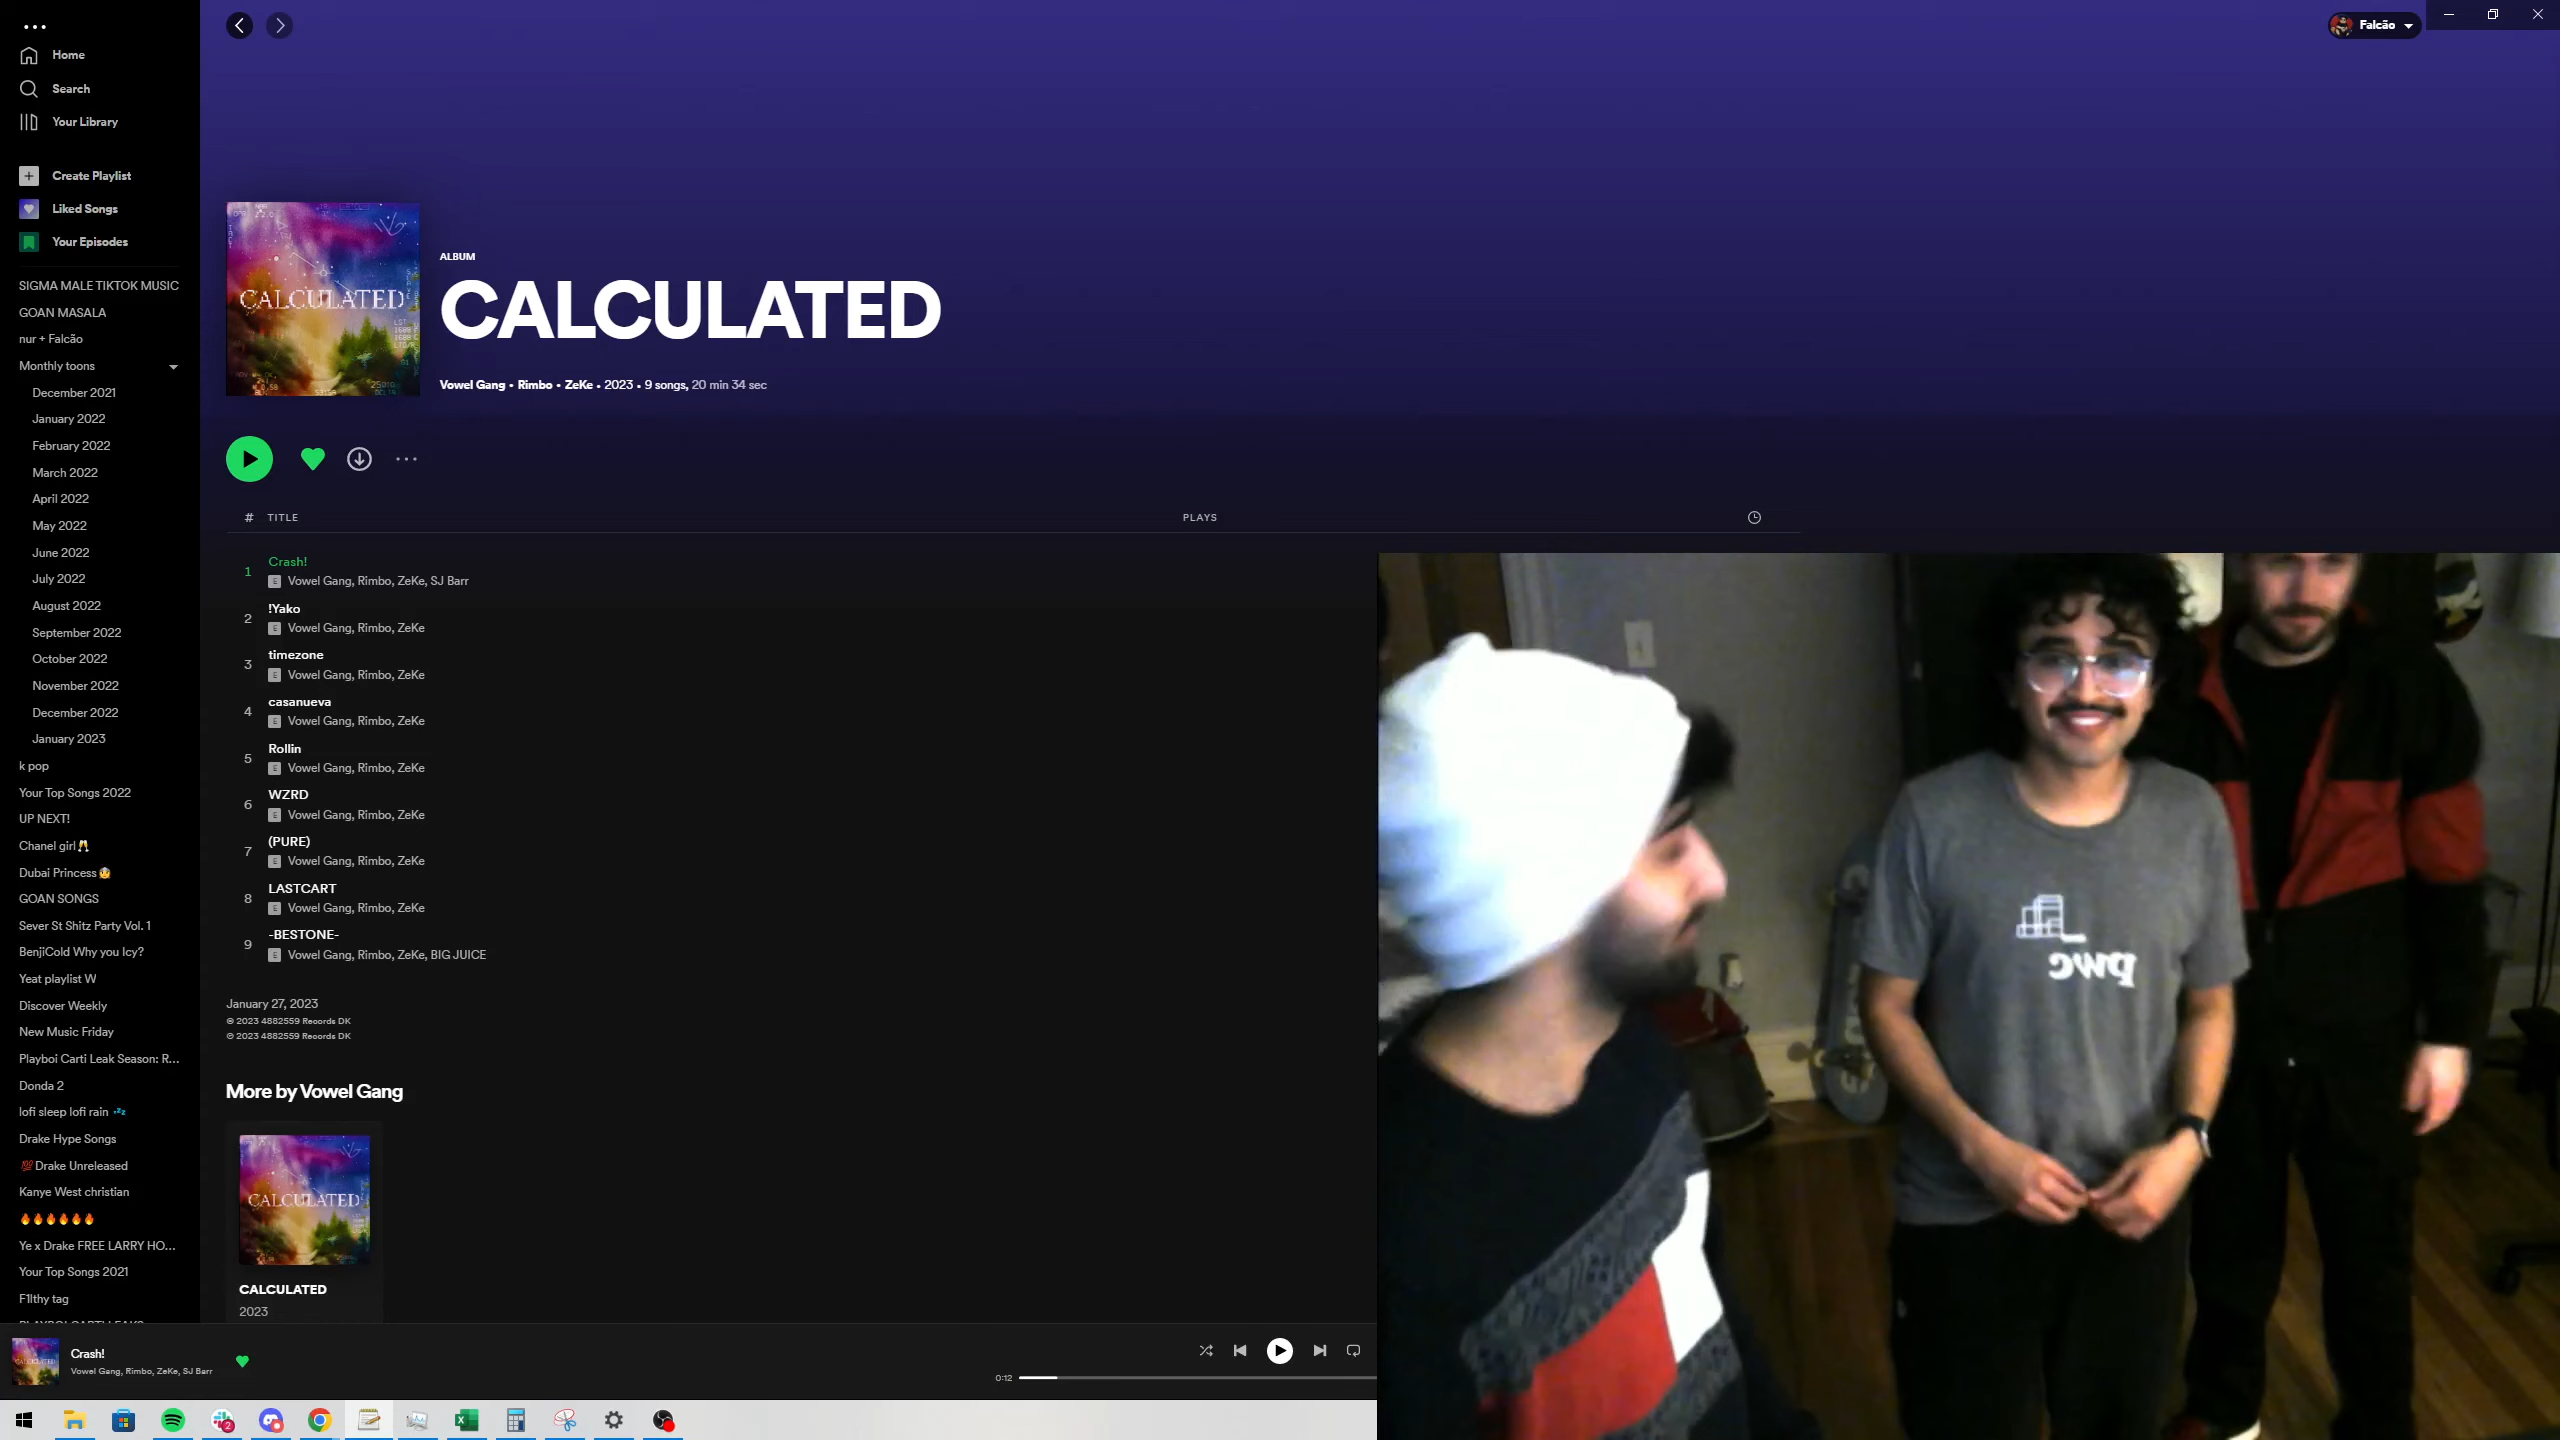 Home
Search
Your Library
Create Playlist
Liked Songs
Your Episodes
SIGMA MALE TIKTOK MUSIC
GOAN MASALA
nur + Falcão
Monthly toons
December 2021
January 2022
February 2022
March 2022
April 2022
May 2022
June 2022
July 2022
August 2022
September 2022
October 2022
November 2022
December 2022
January 2023
k pop
Your Top Songs 2022
UP NEXT!
Chanel girl🥂
Dubai Princess👰
GOAN SONGS
Sever St Shitz Party Vol. 1
BenjiCold Why you Icy?
Yeat playlist W
Discover Weekly
New Music Friday
Playboi Carti Leak Season: R...
Donda 2
lofi sleep lofi rain 💤
Drake Hype Songs
💯Drake Unreleased
Kanye West christian
🔥🔥🔥🔥🔥🔥
Ye x Drake FREE LARRY HO...
Your Top Songs 2021
F1lthy tag
Falcão
CALCULATED
ALBUM
CALCULATED
Vowel Gang • Rimbo • ZeKe • 2023 • 9 songs, 20 min 34 sec
# TITLE PLAYS
1 Crash!
E Vowel Gang, Rimbo, ZeKe, SJ Barr
2 !Yako
E Vowel Gang, Rimbo, ZeKe
3 timezone
E Vowel Gang, Rimbo, ZeKe
4 casanueva
E Vowel Gang, Rimbo, ZeKe
5 Rollin
E Vowel Gang, Rimbo, ZeKe
6 WZRD
E Vowel Gang, Rimbo, ZeKe
7 (PURE)
E Vowel Gang, Rimbo, ZeKe
8 LASTCART
E Vowel Gang, Rimbo, ZeKe
9 -BESTONE-
E Vowel Gang, Rimbo, ZeKe, BIG JUICE
January 27, 2023
© 2023 4882559 Records DK
℗ 2023 4882559 Records DK
More by Vowel Gang
CALCULATED
CALCULATED
2023
Crash!
Vowel Gang, Rimbo, ZeKe, SJ Barr
0:12
2
pwc